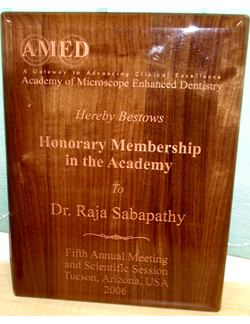 AMED
A Gateway to Advancing Clinical Excellence
Academy of Microscope Enhanced Dentistry
Hereby Bestows
Honorary Membership
in the Academy
To
Dr. Raja Sabapathy
Fifth Annual Meeting
and Scientific Session
Tucson, Arizona, USA
2006